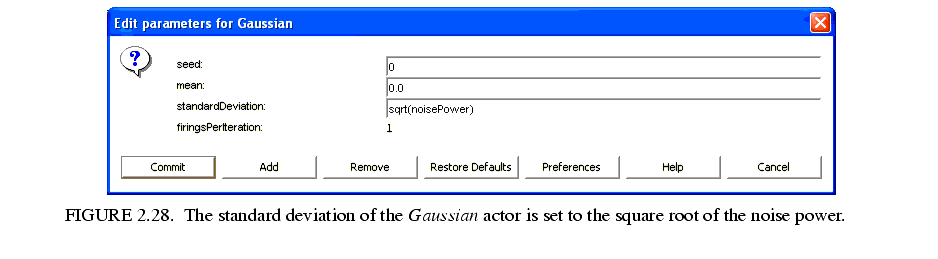 Edit parameters for Gaussian
?
seed: 0
mean: 0.0
standardDeviation: sqrt(noisePower)
firingsPerIteration: 1
Commit Add Remove Restore Defaults Preferences Help Cancel
FIGURE 2.28. The standard deviation of the Gaussian actor is set to the square root of the noise power.